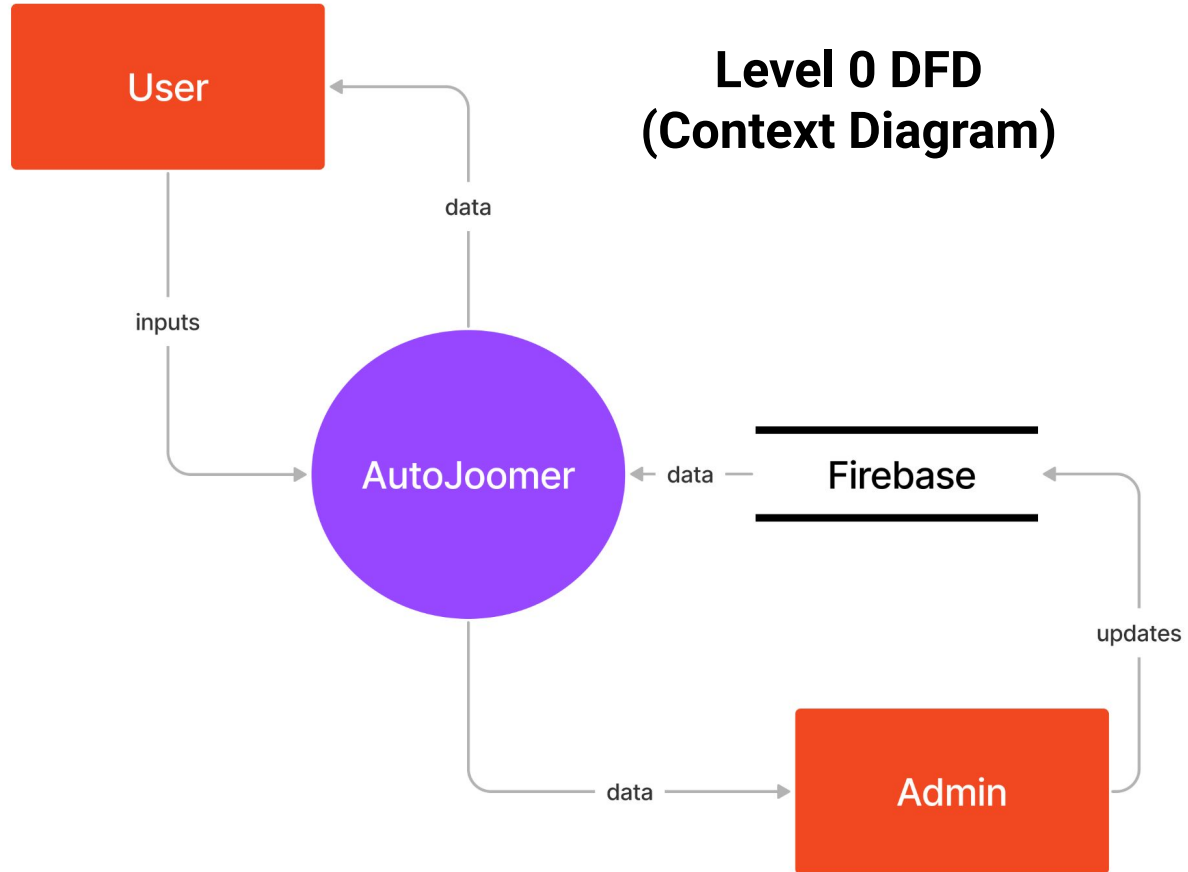 Level 0 DFD
(Context Diagram)
User
data
inputs
AutoJoomer
data
Firebase
updates
data
Admin